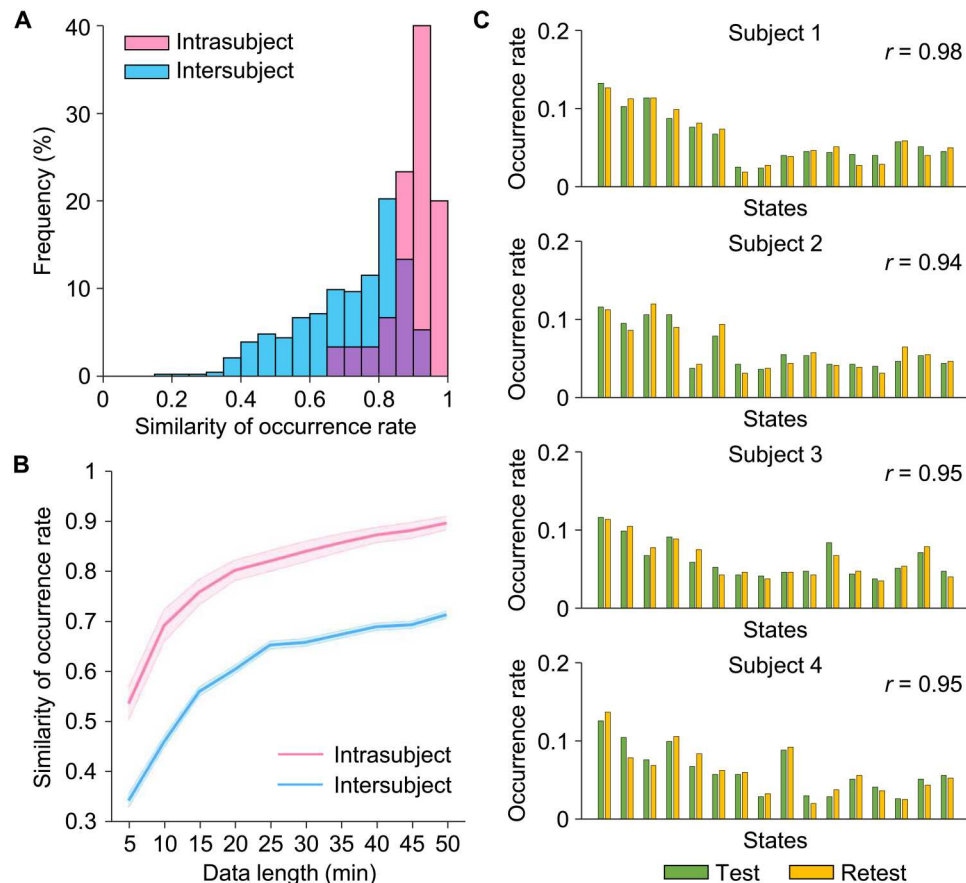 A
40
30
20
10
0
Frequency (%)
Intrasubject
Intersubject
0 0.2 0.4 0.6 0.8 1
Similarity of occurrence rate
B
1
0.9
0.8
0.7
0.6
0.5
0.4
0.3
Similarity of occurrence rate
Intrasubject
Intersubject
5 10 15 20 25 30 35 40 45 50
Data length (min)
C
Subject 1
r = 0.98
0.2
0.1
0
Occurrence rate
States
Subject 2
r = 0.94
0.2
0.1
0
Occurrence rate
States
Subject 3
r = 0.95
0.2
0.1
0
Occurrence rate
States
Subject 4
r = 0.95
0.2
0.1
0
Occurrence rate
States
Test Retest